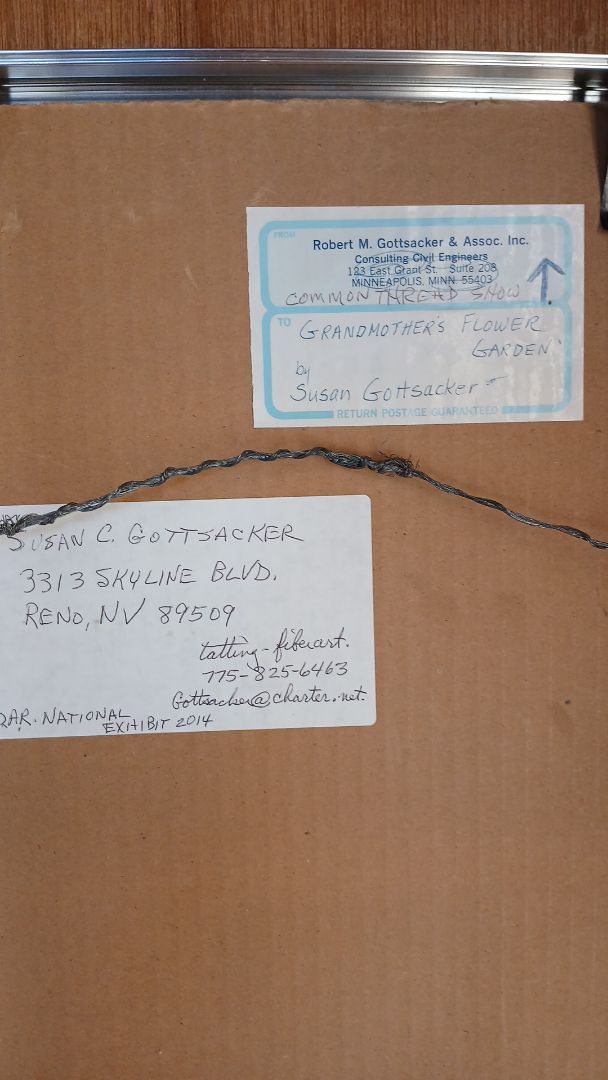 FROM
Robert M. Gottsacker & Assoc. Inc.
Consulting Civil Engineers
123 East Grant St. Suite 208
MINNEAPOLIS, MINN. 55403
COMMON THREAD SHOW
TO
GRANDMOTHER'S FLOWER
GARDEN
by
Susan Gottsacker
RETURN POSTAGE GUARANTEED
SUSAN C. GOTTSACKER
3313 SKYLINE BLVD.
RENO, NV 89509
tatting-fiberart.
775-825-6463
Gottsacker@charter.net.
DAR. NATIONAL
EXHIBIT 2014